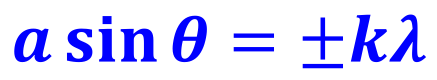 a sin θ = ±kλ